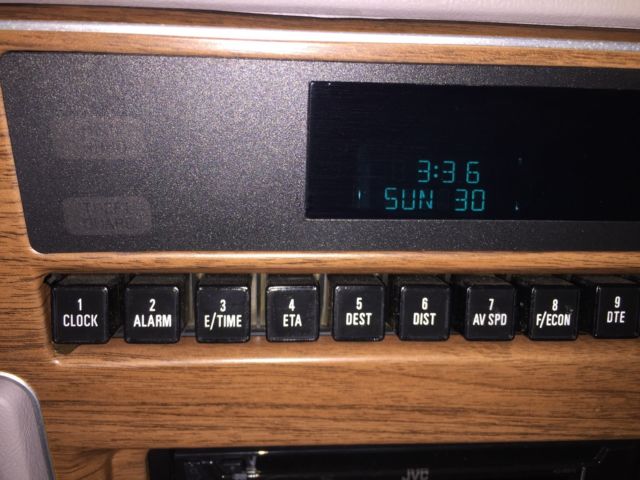 3:36
SUN 30
1 2 3 4 5 6 7 8 9
CLOCK ALARM E/TIME ETA DEST DIST AV SPD F/ECON DTE
JVC